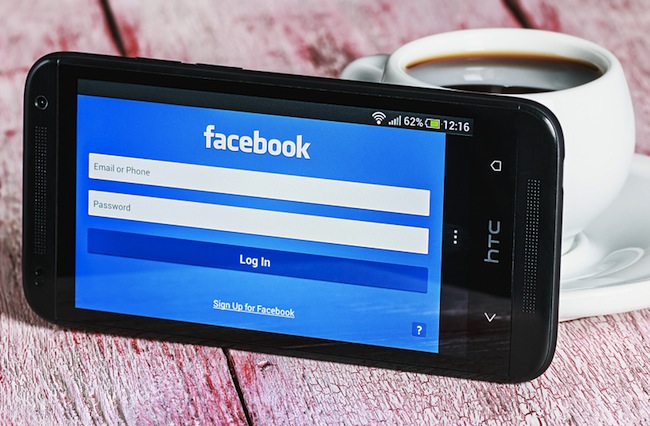 62% 12:16
facebook
Email or Phone
Password
Log In
Sign Up for Facebook
?
hTC